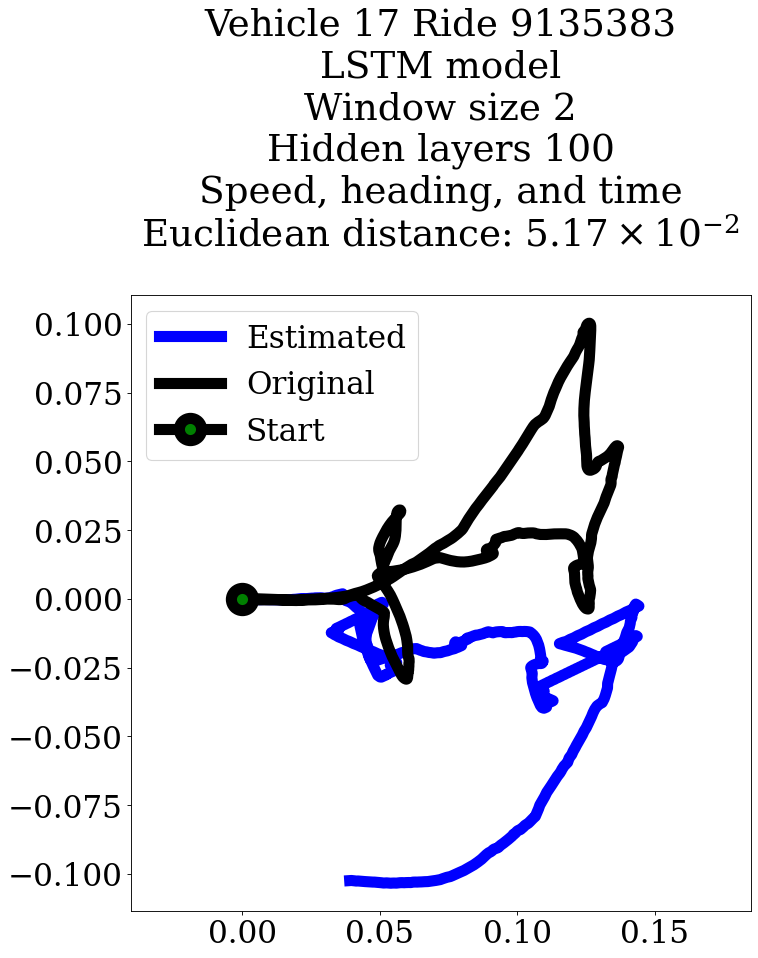 Vehicle 17 Ride 9135383
LSTM model
Window size 2
Hidden layers 100
Speed, heading, and time
Euclidean distance: 5.17 × 10⁻²
Estimated
Original
Start
0.100
0.075
0.050
0.025
0.000
−0.025
−0.050
−0.075
−0.100
0.00 0.05 0.10 0.15